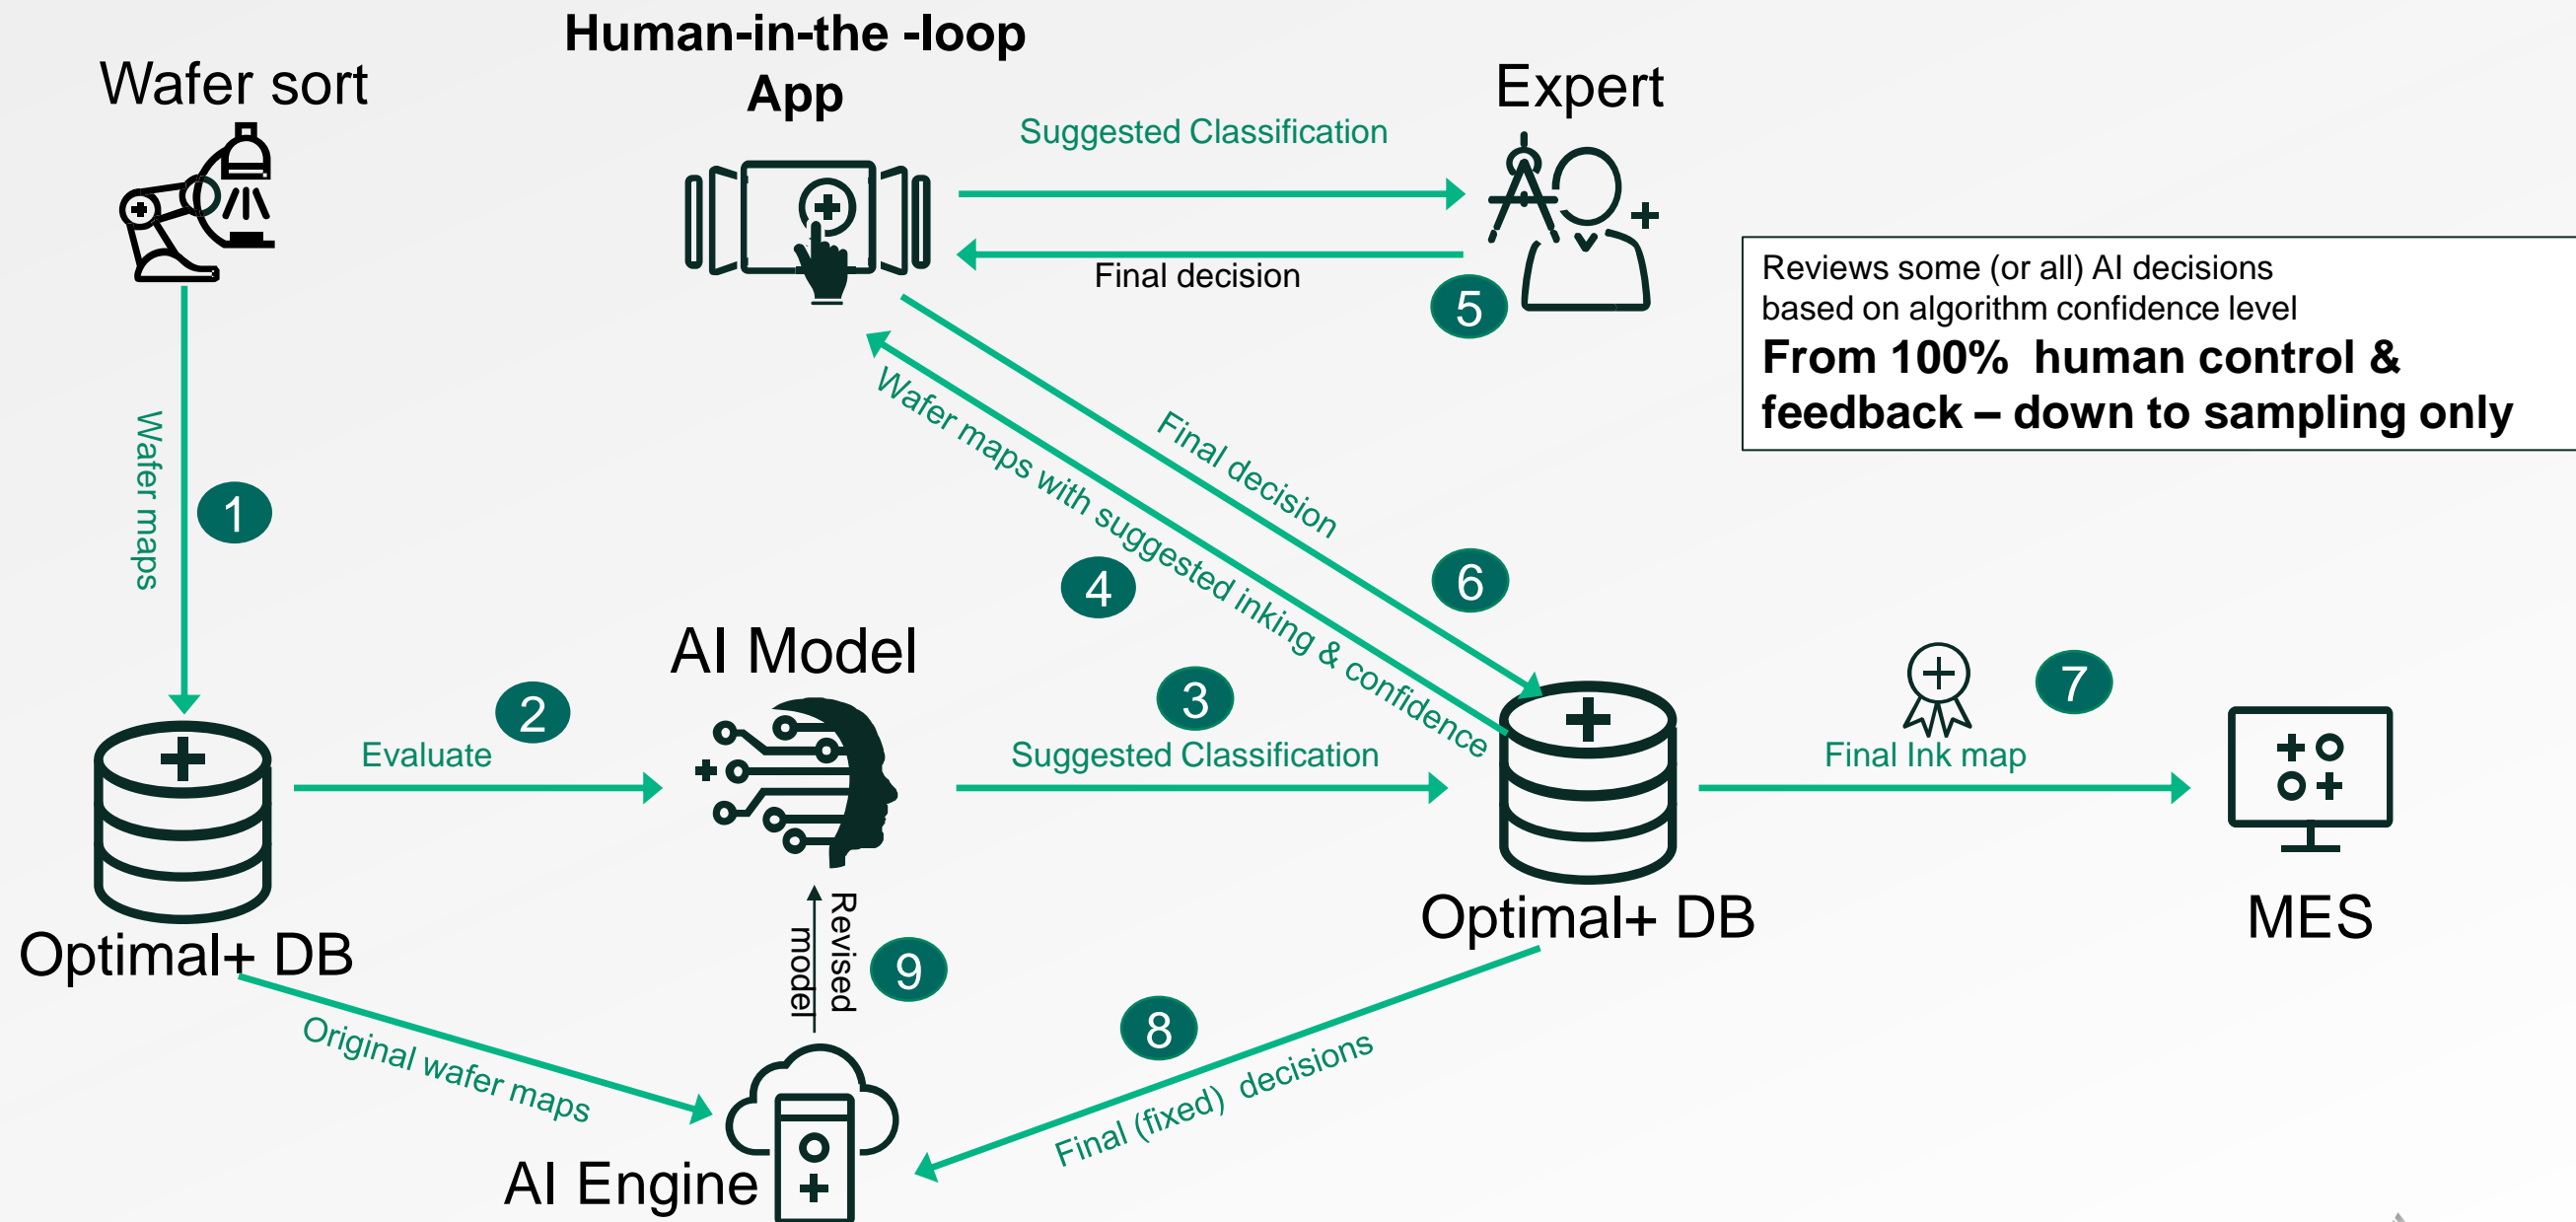 Human-in-the -loop
App
Wafer sort
Expert
Suggested Classification
Final decision
5
Reviews some (or all) AI decisions
based on algorithm confidence level
From 100% human control &
feedback – down to sampling only
Wafer maps
1
Final decision
Wafer maps with suggested inking & confidence
4
6
AI Model
2
Evaluate
3
Suggested Classification
7
Final Ink map
Optimal+ DB
Optimal+ DB
MES
Revised
model
9
Original wafer maps
8
Final (fixed) decisions
AI Engine